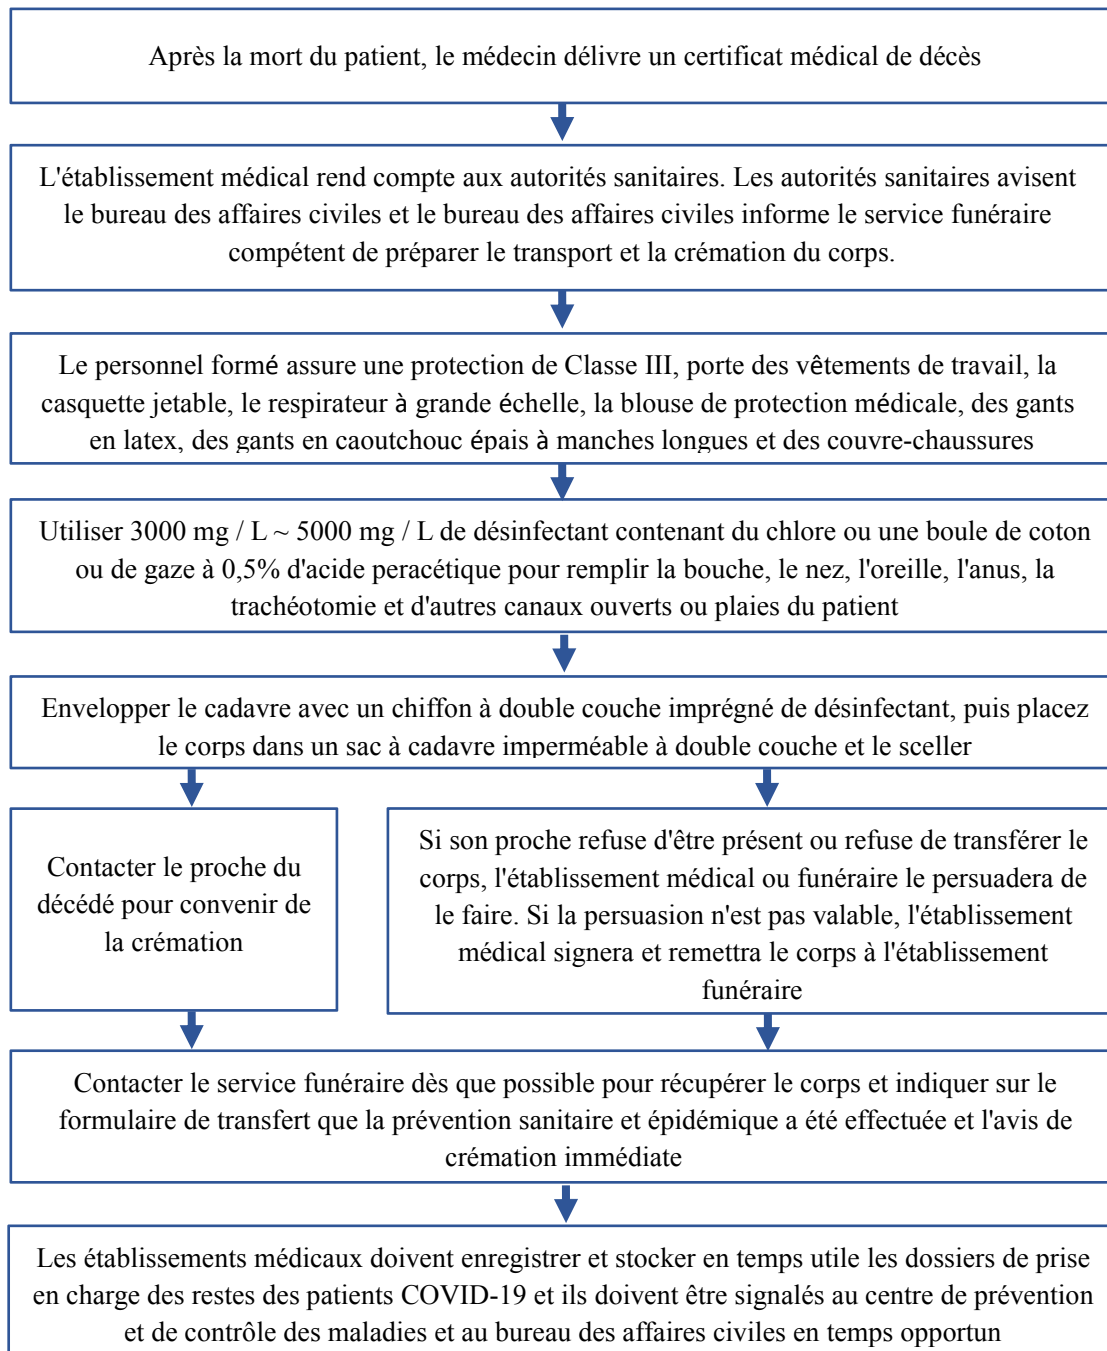 Après la mort du patient, le médecin délivre un certificat médical de décès
L'établissement médical rend compte aux autorités sanitaires. Les autorités sanitaires avisent
le bureau des affaires civiles et le bureau des affaires civiles informe le service funéraire
compétent de préparer le transport et la crémation du corps.
Le personnel formé assure une protection de Classe III, porte des vêtements de travail, la
casquette jetable, le respirateur à grande échelle, la blouse de protection médicale, des gants
en latex, des gants en caoutchouc épais à manches longues et des couvre-chaussures
Utiliser 3000 mg / L ~ 5000 mg / L de désinfectant contenant du chlore ou une boule de coton
ou de gaze à 0,5% d'acide peracétique pour remplir la bouche, le nez, l'oreille, l'anus, la
trachéotomie et d'autres canaux ouverts ou plaies du patient
Envelopper le cadavre avec un chiffon à double couche imprégné de désinfectant, puis placez
le corps dans un sac à cadavre imperméable à double couche et le sceller
Contacter le proche du
décédé pour convenir de
la crémation
Si son proche refuse d'être présent ou refuse de transférer le
corps, l'établissement médical ou funéraire le persuadera de
le faire. Si la persuasion n'est pas valable, l'établissement
médical signera et remettra le corps à l'établissement
funéraire
Contacter le service funéraire dès que possible pour récupérer le corps et indiquer sur le
formulaire de transfert que la prévention sanitaire et épidémique a été effectuée et l'avis de
crémation immédiate
Les établissements médicaux doivent enregistrer et stocker en temps utile les dossiers de prise
en charge des restes des patients COVID-19 et ils doivent être signalés au centre de prévention
et de contrôle des maladies et au bureau des affaires civiles en temps opportun